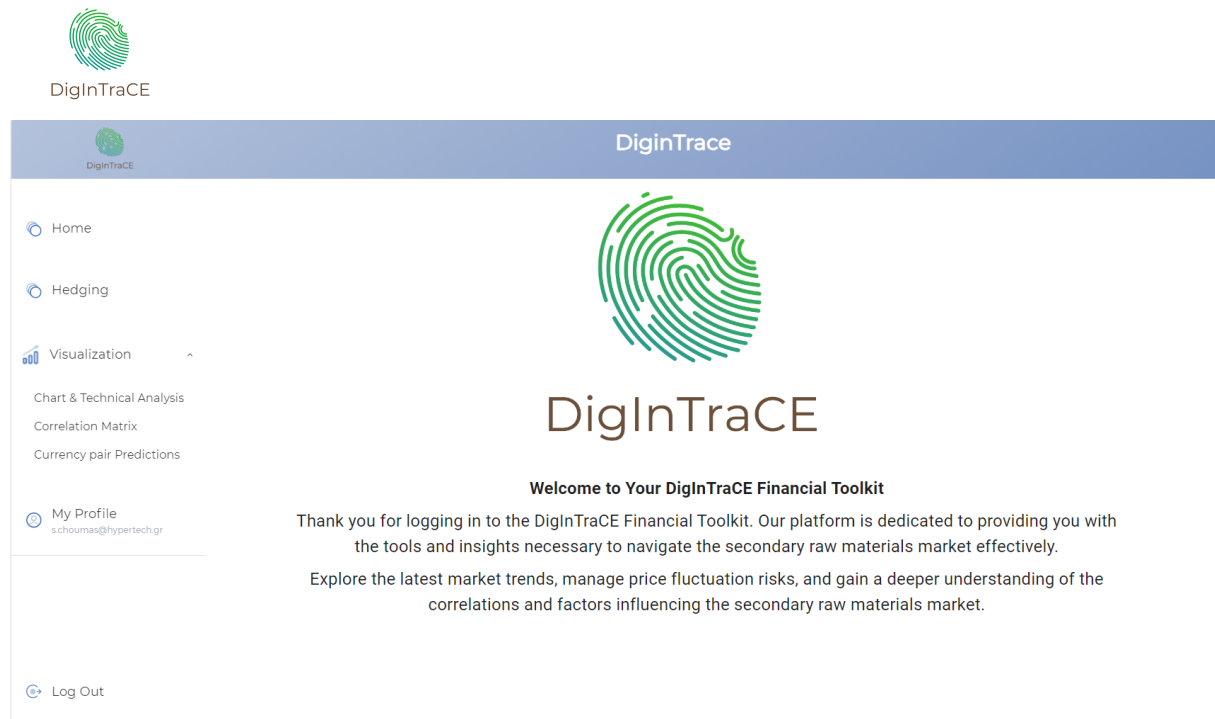 DigInTraCE
DigInTraCE
DiginTrace
Home
Hedging
Visualization
Chart & Technical Analysis
Correlation Matrix
Currency pair Predictions
My Profile
s.choumas@hypertech.gr
Log Out
DigInTraCE
Welcome to Your DigInTraCE Financial Toolkit
Thank you for logging in to the DigInTraCE Financial Toolkit. Our platform is dedicated to providing you with
the tools and insights necessary to navigate the secondary raw materials market effectively.
Explore the latest market trends, manage price fluctuation risks, and gain a deeper understanding of the
correlations and factors influencing the secondary raw materials market.